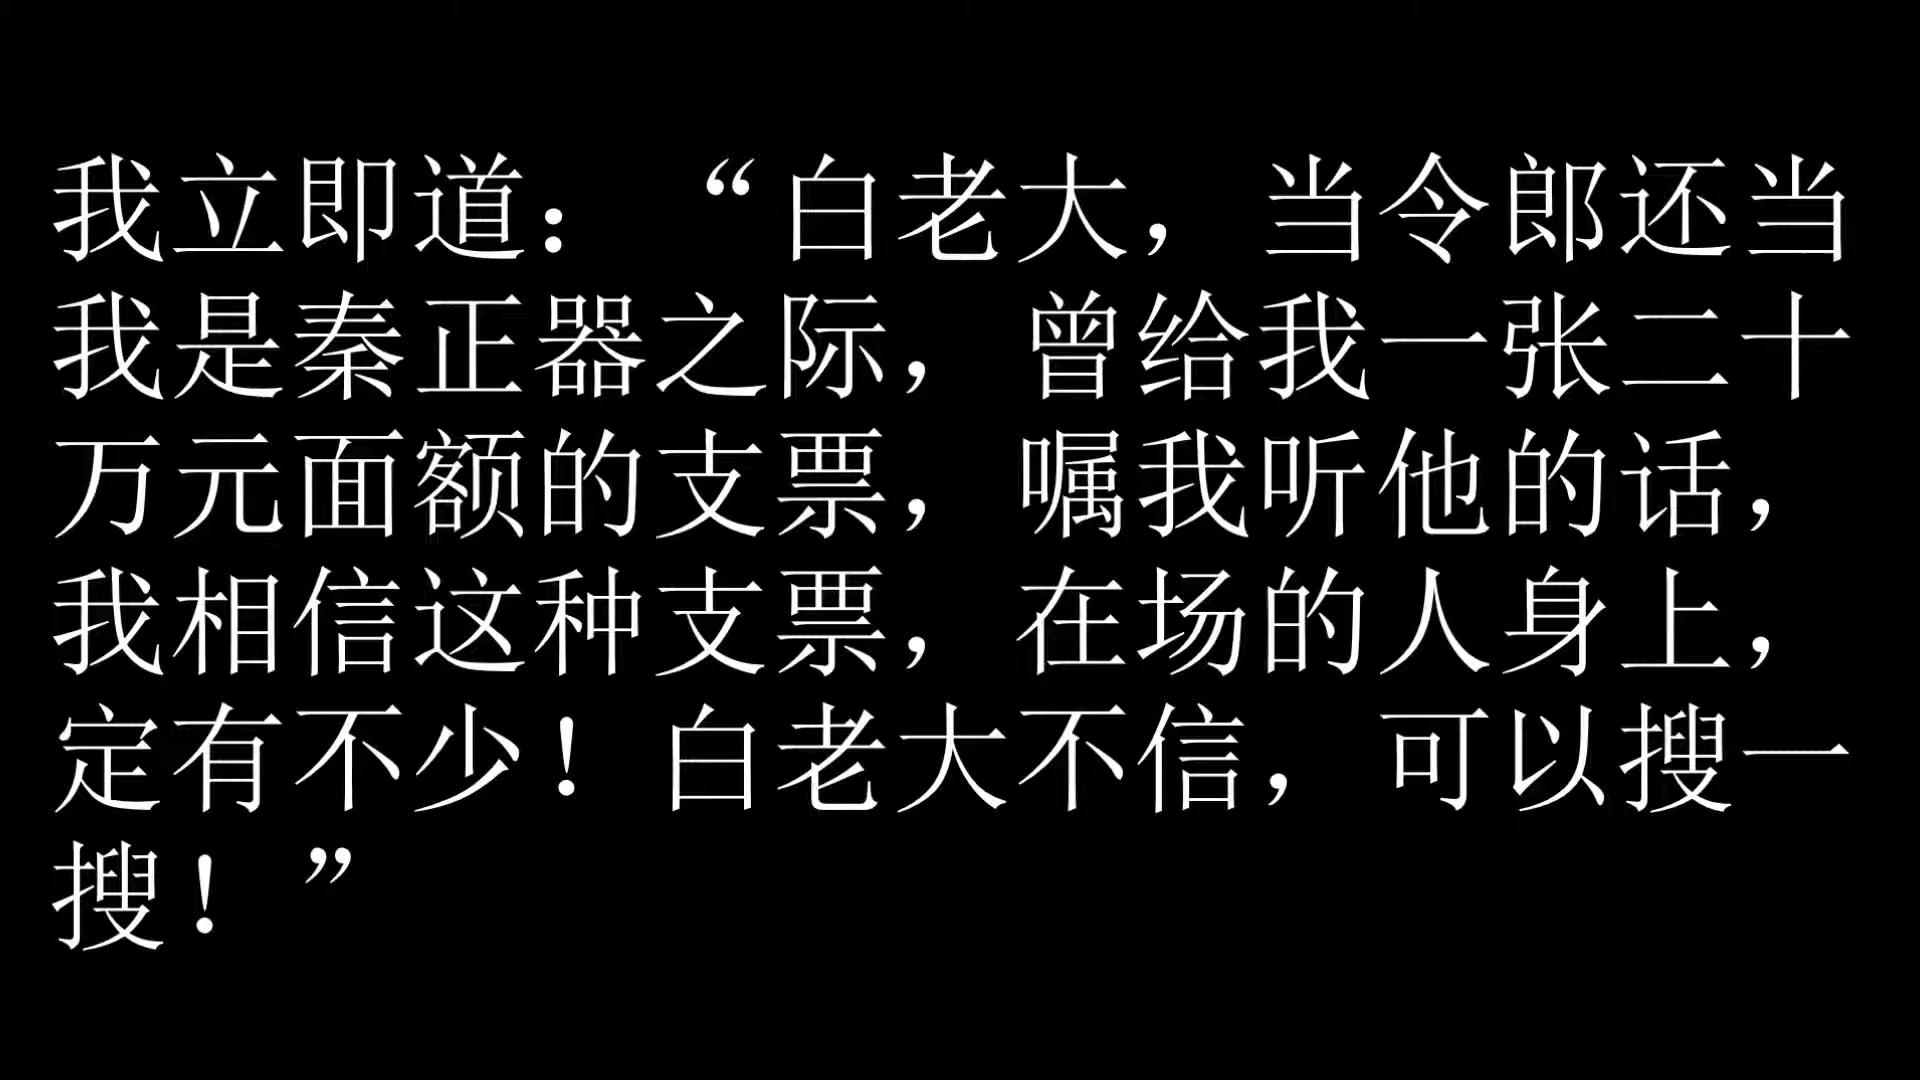 我立即道：“白老大，当令郎还当
我是秦正器之际，曾给我一张二十
万元面额的支票，嘱我听他的话，
我相信这种支票，在场的人身上，
定有不少！白老大不信，可以搜一
搜！”